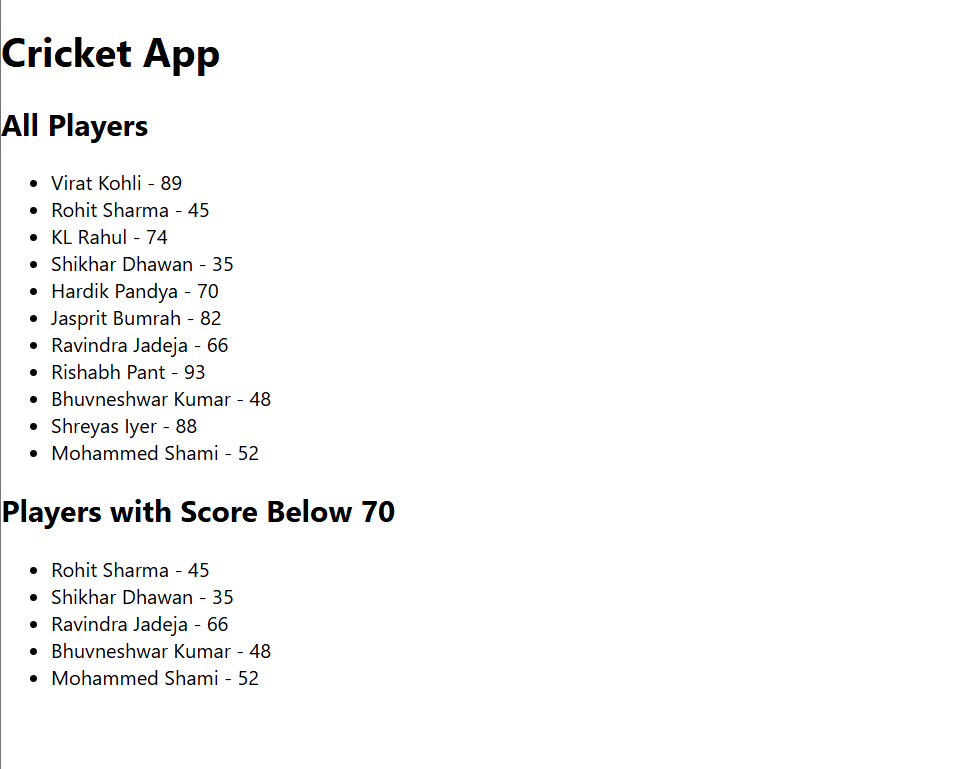 Cricket App
All Players
Virat Kohli - 89
Rohit Sharma - 45
KL Rahul - 74
Shikhar Dhawan - 35
Hardik Pandya - 70
Jasprit Bumrah - 82
Ravindra Jadeja - 66
Rishabh Pant - 93
Bhuvneshwar Kumar - 48
Shreyas Iyer - 88
Mohammed Shami - 52
Players with Score Below 70
Rohit Sharma - 45
Shikhar Dhawan - 35
Ravindra Jadeja - 66
Bhuvneshwar Kumar - 48
Mohammed Shami - 52